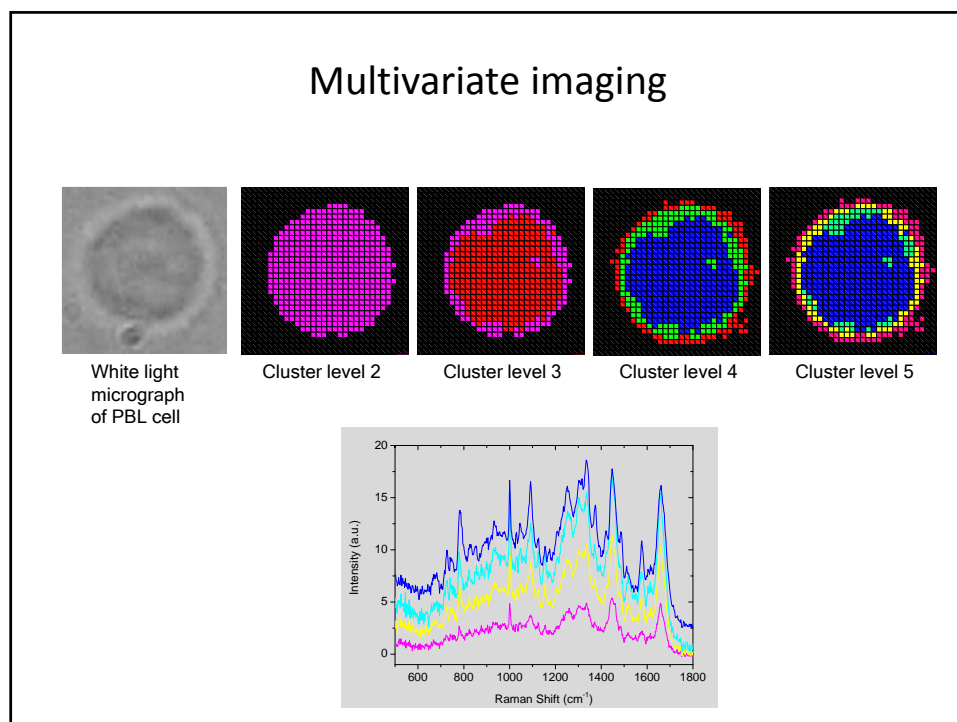 Multivariate imaging
White light
micrograph
of PBL cell
Cluster level 2
Cluster level 3
Cluster level 4
Cluster level 5
20
15
10
5
0
Intensity (a.u.)
600 800 1000 1200 1400 1600 1800
Raman Shift (cm⁻¹)